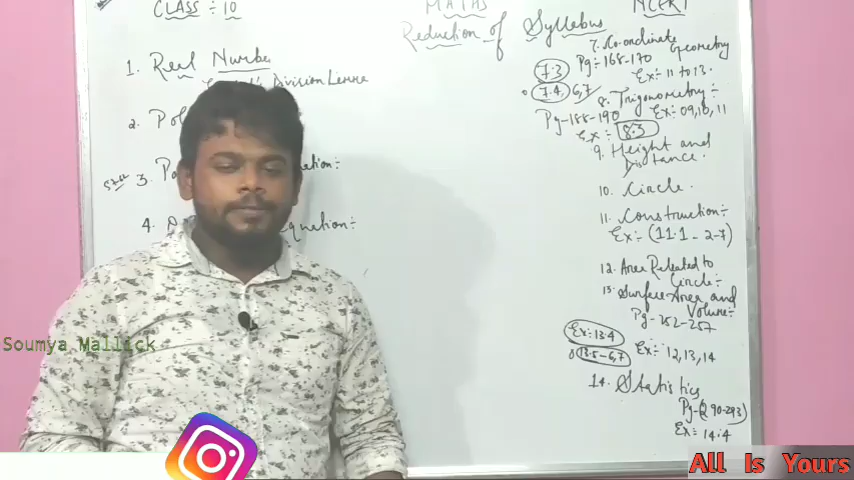 CLASS ÷ 10
MATHS
NCERT
Reduction of Syllabus
1. Real Number
Division Lemma
2. Pol
3. Pa
ation ÷
4.
Equation ÷
7. Co-ordinate Geometry
Pg ÷ 168-170
7.3
Ex ÷ 11 to 13.
7.4, 6,7
8. Trigonometry ÷
Pg-188-190 Ex ÷ 09,10,11
Ex ÷ 8.3
9. Height and
Distance.
10. Circle.
11. Construction ÷
Ex ÷ (11.1 - 2-7)
12. Area Releated to
Circle ÷
13. Surface Area and
Volume ÷
Pg - 252-257
Ex ÷ 13.4
13.5 - 6,7
Ex ÷ 12,13,14
14. Statistics
Pg-(290-293)
Ex ÷ 14.4
Soumya Mallick
All Is Yours